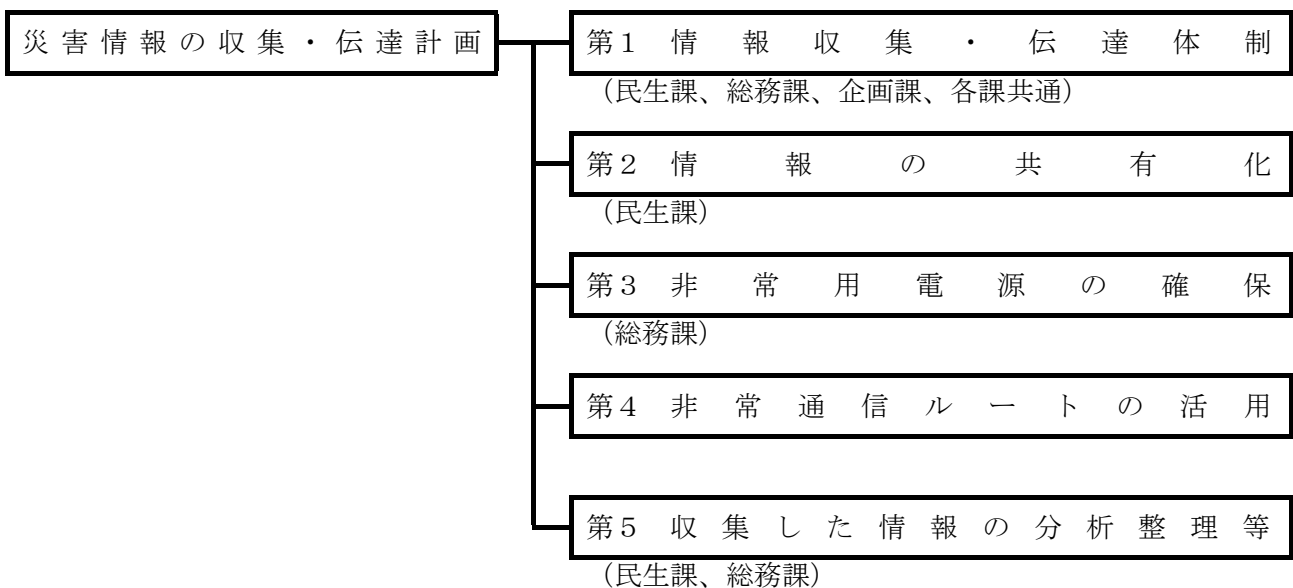 災害情報の収集・伝達計画
第1 情報収集・伝達体制
(民生課、総務課、企画課、各課共通)
第2 情報の共有化
(民生課)
第3 非常用電源の確保
(総務課)
第4 非常通信ルートの活用
第5 収集した情報の分析整理等
(民生課、総務課)